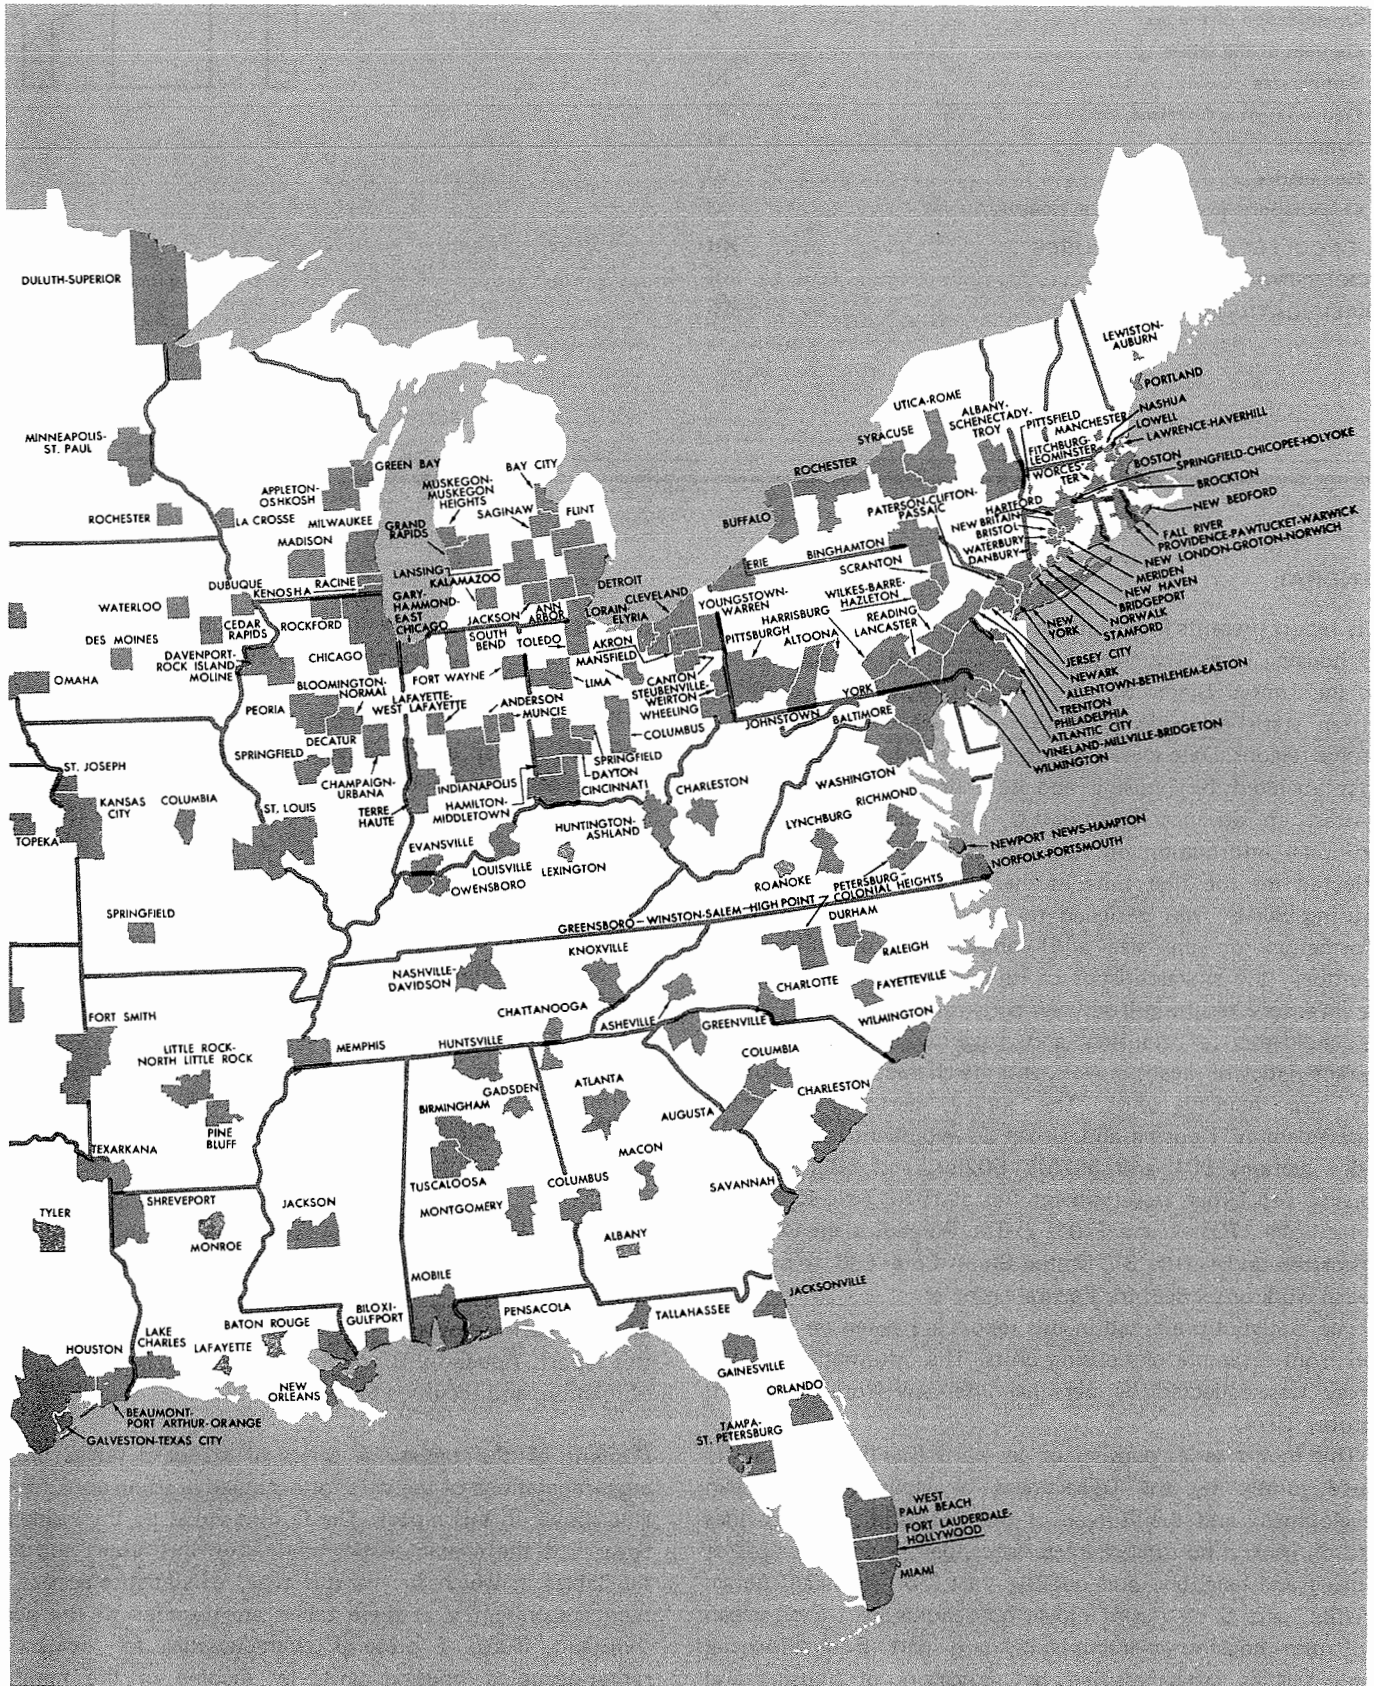 DULUTH-SUPERIOR
MINNEAPOLIS-
ST. PAUL
ROCHESTER
LA CROSSE
APPLETON-
OSHKOSH
GREEN BAY
MILWAUKEE
MADISON
RACINE
KENOSHA
DUBUQUE
WATERLOO
CEDAR
RAPIDS
DES MOINES
DAVENPORT-
ROCK ISLAND
MOLINE
OMAHA
ROCKFORD
CHICAGO
GARY-
HAMMOND-
EAST
CHICAGO
MUSKEGON-
MUSKEGON
HEIGHTS
GRAND
RAPIDS
BAY CITY
SAGINAW
FLINT
LANSING
KALAMAZOO
JACKSON
ANN
ARBOR
DETROIT
SOUTH
BEND
TOLEDO
FORT WAYNE
LIMA
LORAIN-
ELYRIA
CLEVELAND
AKRON
MANSFIELD
CANTON
STEUBENVILLE-
WEIRTON
WHEELING
YOUNGSTOWN-
WARREN
PITTSBURGH
BLOOMINGTON-
NORMAL
PEORIA
LAFAYETTE-
WEST LAFAYETTE
ANDERSON
MUNCIE
DECATUR
SPRINGFIELD
CHAMPAIGN-
URBANA
TERRE
HAUTE
INDIANAPOLIS
HAMILTON-
MIDDLETOWN
COLUMBUS
SPRINGFIELD
DAYTON
CINCINNATI
ST. JOSEPH
KANSAS
CITY
COLUMBIA
ST. LOUIS
TOPEKA
SPRINGFIELD
EVANSVILLE
OWENSBORO
LOUISVILLE
LEXINGTON
HUNTINGTON-
ASHLAND
CHARLESTON
ERIE
BUFFALO
ROCHESTER
SYRACUSE
UTICA-ROME
ALBANY-
SCHENECTADY-
TROY
BINGHAMTON
SCRANTON
WILKES-BARRE-
HAZLETON
HARRISBURG
READING
LANCASTER
ALTOONA
JOHNSTOWN
YORK
BALTIMORE
WASHINGTON
PATERSON-CLIFTON-
PASSAIC
LEWISTON-
AUBURN
PORTLAND
PITTSFIELD
MANCHESTER
NASHUA
LOWELL
LAWRENCE-HAVERHILL
FITCHBURG-
LEOMINSTER
WORCES-
TER
BOSTON
SPRINGFIELD-CHICOPEE-HOLYOKE
BROCKTON
NEW BEDFORD
FALL RIVER
PROVIDENCE-PAWTUCKET-WARWICK
NEW LONDON-GROTON-NORWICH
HARTFORD
NEW BRITAIN
BRISTOL
WATERBURY
DANBURY
MERIDEN
NEW HAVEN
BRIDGEPORT
NORWALK
STAMFORD
NEW
YORK
JERSEY CITY
NEWARK
ALLENTOWN-BETHLEHEM-EASTON
TRENTON
PHILADELPHIA
ATLANTIC CITY
VINELAND-MILLVILLE-BRIDGETON
WILMINGTON
RICHMOND
LYNCHBURG
ROANOKE
PETERSBURG-
COLONIAL HEIGHTS
NEWPORT NEWS-HAMPTON
NORFOLK-PORTSMOUTH
GREENSBORO-WINSTON-SALEM-HIGH POINT
DURHAM
RALEIGH
FAYETTEVILLE
CHARLOTTE
WILMINGTON
NASHVILLE-
DAVIDSON
KNOXVILLE
CHATTANOOGA
ASHEVILLE
GREENVILLE
COLUMBIA
CHARLESTON
FORT SMITH
LITTLE ROCK-
NORTH LITTLE ROCK
PINE
BLUFF
MEMPHIS
HUNTSVILLE
GADSDEN
BIRMINGHAM
TUSCALOOSA
MONTGOMERY
ATLANTA
AUGUSTA
MACON
COLUMBUS
ALBANY
SAVANNAH
TEXARKANA
TYLER
SHREVEPORT
MONROE
JACKSON
MOBILE
BILOXI-
GULFPORT
PENSACOLA
TALLAHASSEE
JACKSONVILLE
GAINESVILLE
ORLANDO
TAMPA-
ST. PETERSBURG
WEST
PALM BEACH
FORT LAUDERDALE-
HOLLYWOOD
MIAMI
BATON ROUGE
LAKE
CHARLES
LAFAYETTE
NEW
ORLEANS
HOUSTON
BEAUMONT-
PORT ARTHUR-ORANGE
GALVESTON-TEXAS CITY